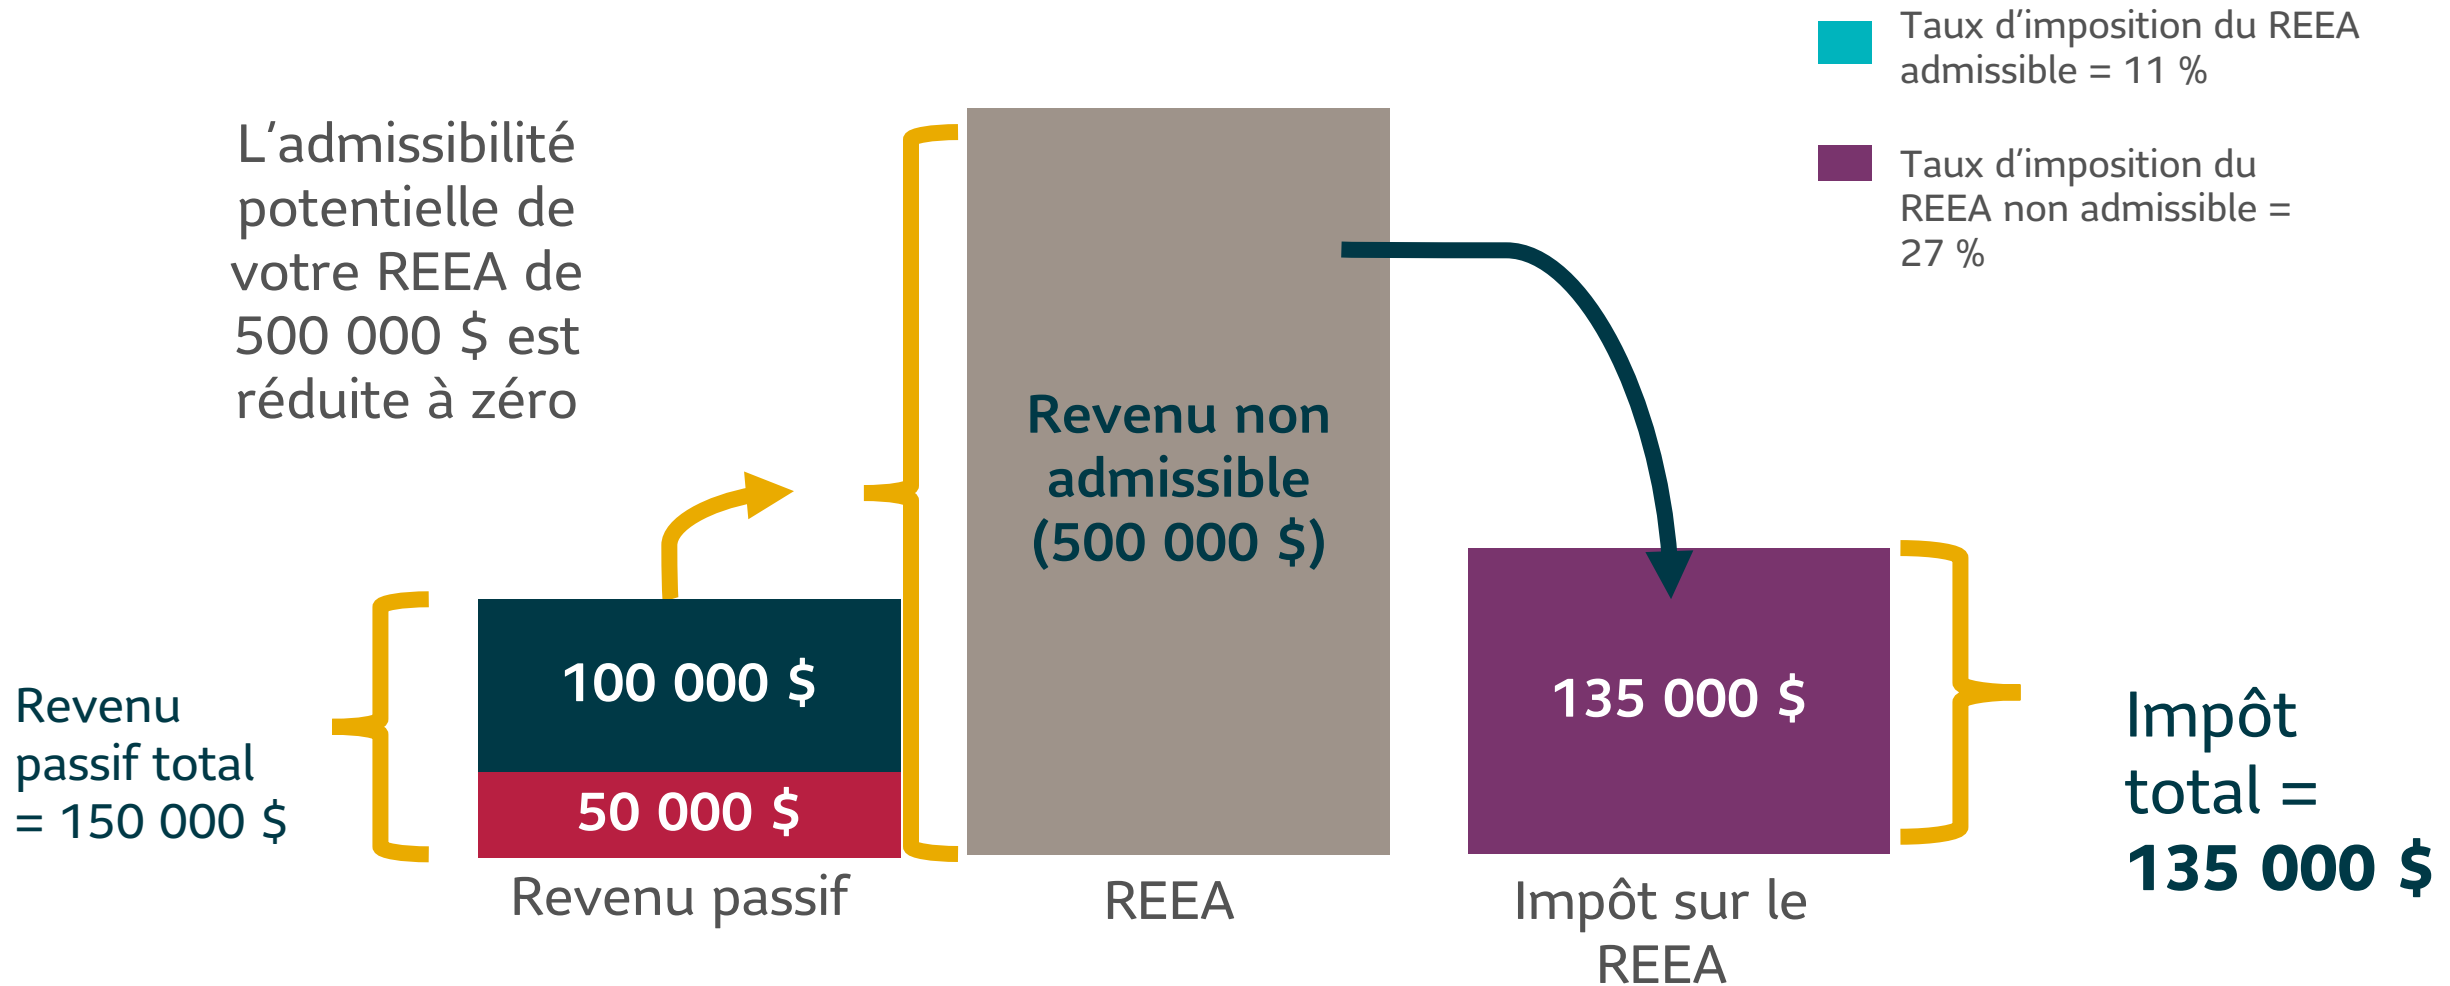 Taux d’imposition du REEA
admissible = 11 %
Taux d’imposition du
REEA non admissible =
27 %
L’admissibilité
potentielle de
votre REEA de
500 000 $ est
réduite à zéro
Revenu non
admissible
(500 000 $)
100 000 $
50 000 $
135 000 $
Revenu
passif total
= 150 000 $
Impôt
total =
135 000 $
Revenu passif
REEA
Impôt sur le
REEA